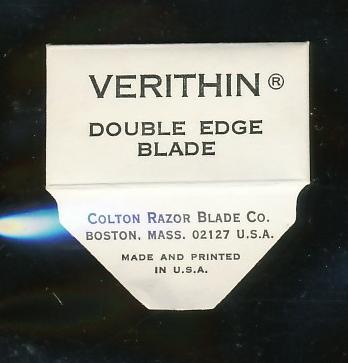 VERITHIN ®
DOUBLE EDGE
BLADE
COLTON RAZOR BLADE CO.
BOSTON, MASS. 02127 U.S.A.
MADE AND PRINTED
IN U.S.A.